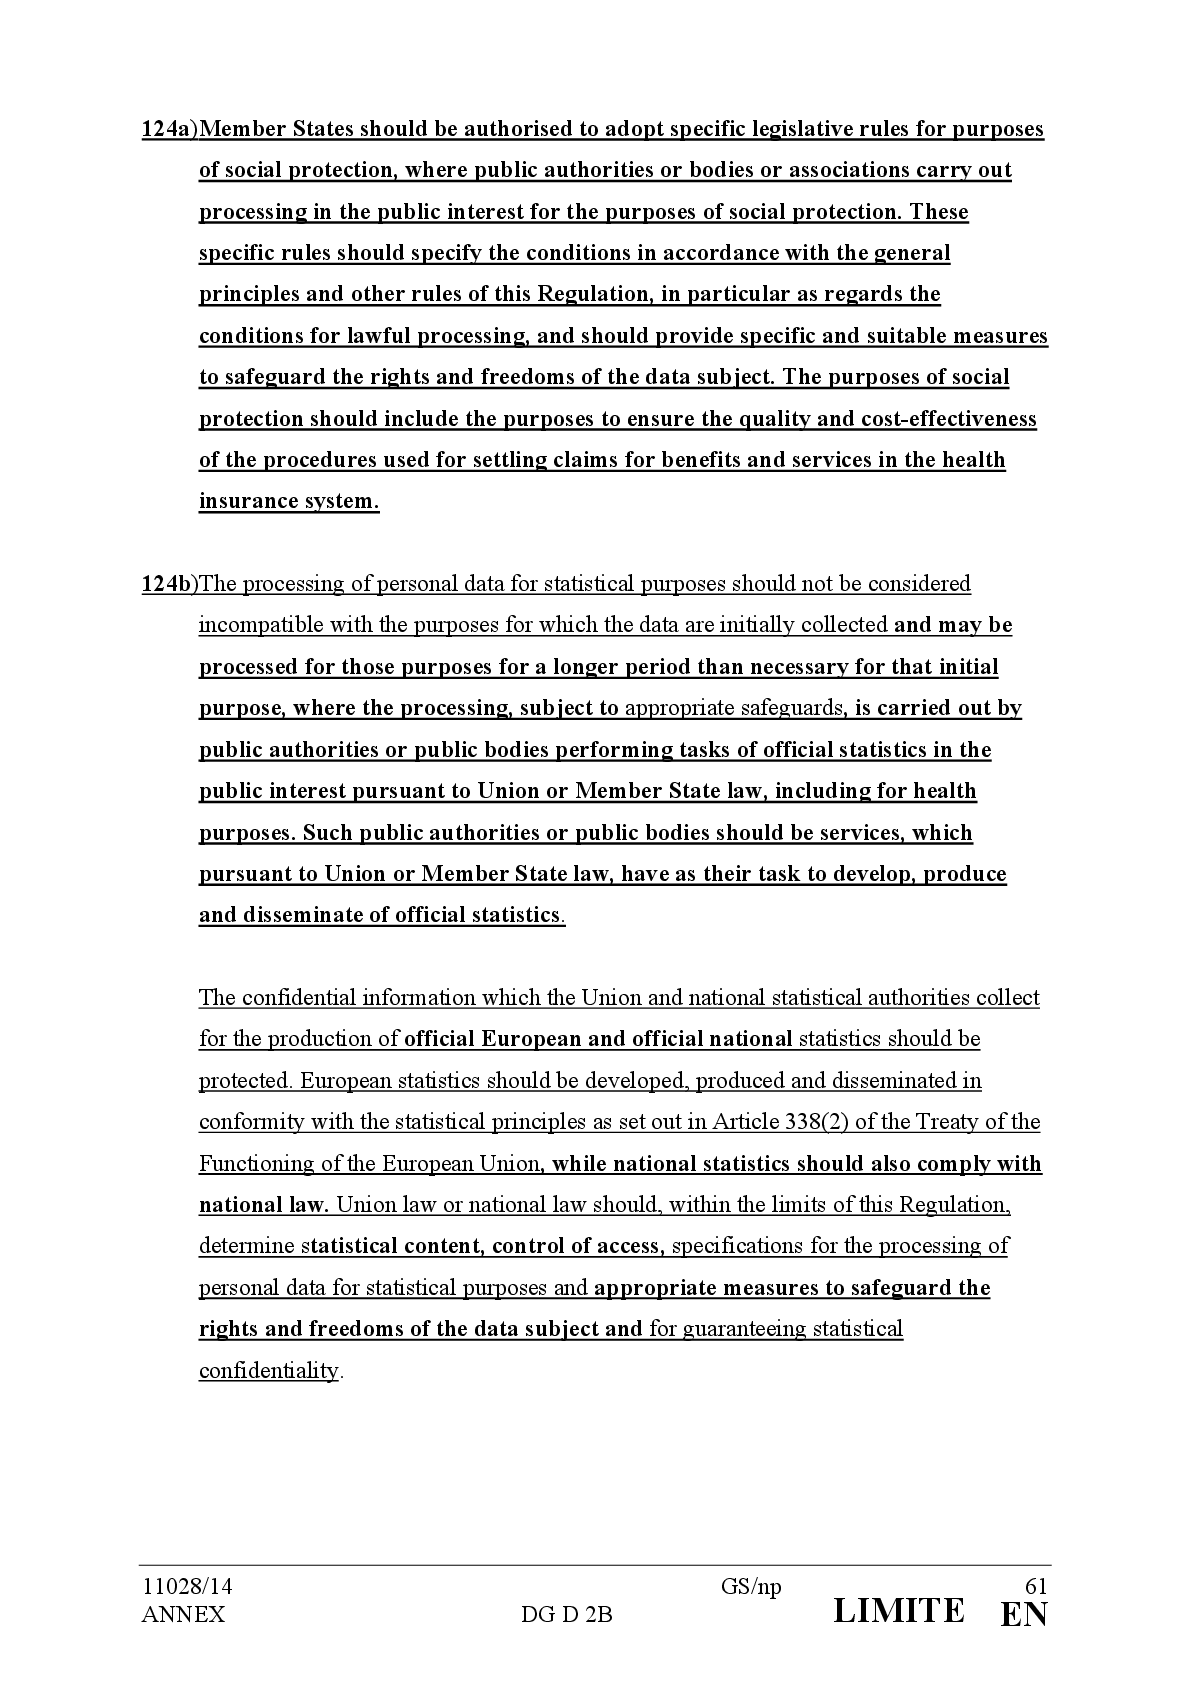 124a)Member States should be authorised to adopt specific legislative rules for purposes
of social protection, where public authorities or bodies or associations carry out
processing in the public interest for the purposes of social protection. These
specific rules should specify the conditions in accordance with the general
principles and other rules of this Regulation, in particular as regards the
conditions for lawful processing, and should provide specific and suitable measures
to safeguard the rights and freedoms of the data subject. The purposes of social
protection should include the purposes to ensure the quality and cost-effectiveness
of the procedures used for settling claims for benefits and services in the health
insurance system.
124b)The processing of personal data for statistical purposes should not be considered
incompatible with the purposes for which the data are initially collected and may be
processed for those purposes for a longer period than necessary for that initial
purpose, where the processing, subject to appropriate safeguards, is carried out by
public authorities or public bodies performing tasks of official statistics in the
public interest pursuant to Union or Member State law, including for health
purposes. Such public authorities or public bodies should be services, which
pursuant to Union or Member State law, have as their task to develop, produce
and disseminate of official statistics.
The confidential information which the Union and national statistical authorities collect
for the production of official European and official national statistics should be
protected. European statistics should be developed, produced and disseminated in
conformity with the statistical principles as set out in Article 338(2) of the Treaty of the
Functioning of the European Union, while national statistics should also comply with
national law. Union law or national law should, within the limits of this Regulation,
determine statistical content, control of access, specifications for the processing of
personal data for statistical purposes and appropriate measures to safeguard the
rights and freedoms of the data subject and for guaranteeing statistical
confidentiality.
11028/14 GS/np 61
ANNEX DG D 2B LIMITE EN